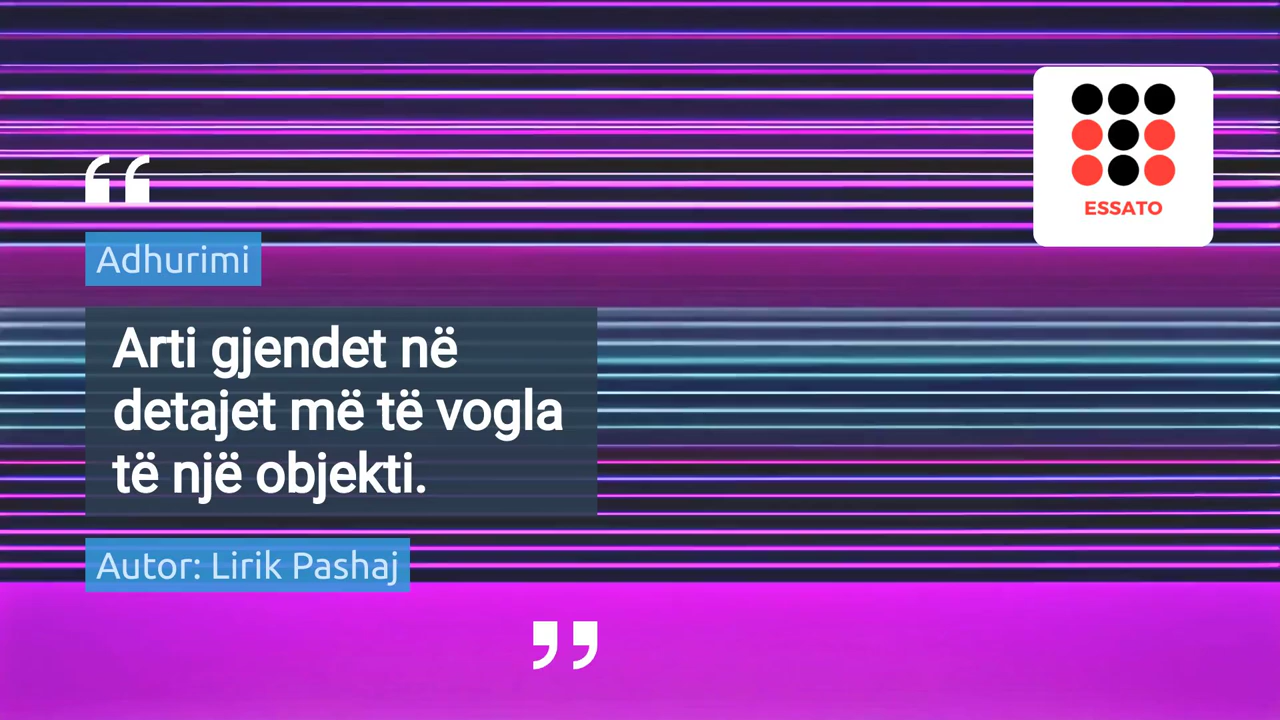 ESSATO
“
Adhurimi
Arti gjendet në
detajet më të vogla
të një objekti.
Autor: Lirik Pashaj
”